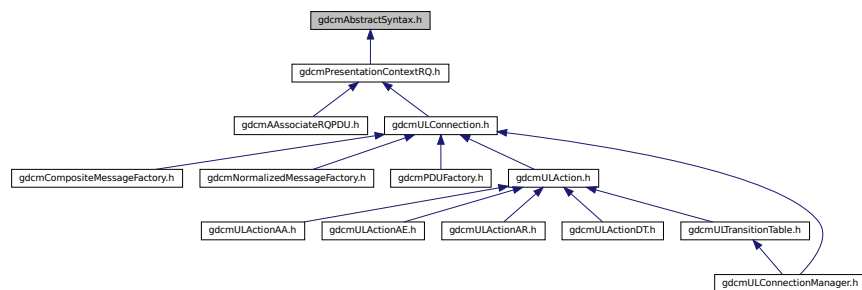 gdcmAbstractSyntax.h
gdcmPresentationContextRQ.h
gdcmAAssociateRQPDU.h
gdcmULConnection.h
gdcmCompositeMessageFactory.h
gdcmNormalizedMessageFactory.h
gdcmPDUFactory.h
gdcmULAction.h
gdcmULActionAA.h
gdcmULActionAE.h
gdcmULActionAR.h
gdcmULActionDT.h
gdcmULTransitionTable.h
gdcmULConnectionManager.h